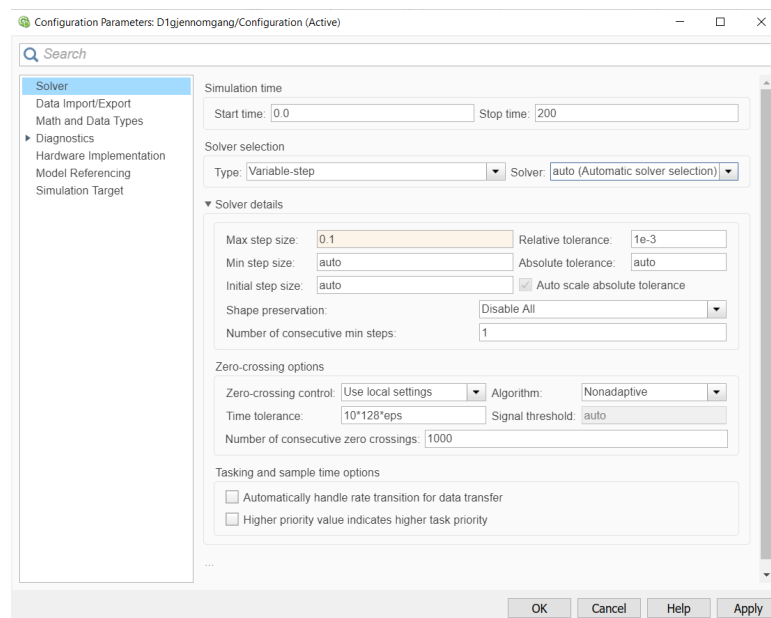 Configuration Parameters: D1gjennomgang/Configuration (Active)
Search
Solver
Data Import/Export
Math and Data Types
Diagnostics
Hardware Implementation
Model Referencing
Simulation Target
Simulation time
Start time: 0.0 Stop time: 200
Solver selection
Type: Variable-step Solver: auto (Automatic solver selection)
Solver details
Max step size: 0.1 Relative tolerance: 1e-3
Min step size: auto Absolute tolerance: auto
Initial step size: auto Auto scale absolute tolerance
Shape preservation: Disable All
Number of consecutive min steps: 1
Zero-crossing options
Zero-crossing control: Use local settings Algorithm: Nonadaptive
Time tolerance: 10*128*eps Signal threshold: auto
Number of consecutive zero crossings: 1000
Tasking and sample time options
Automatically handle rate transition for data transfer
Higher priority value indicates higher task priority
...
OK Cancel Help Apply